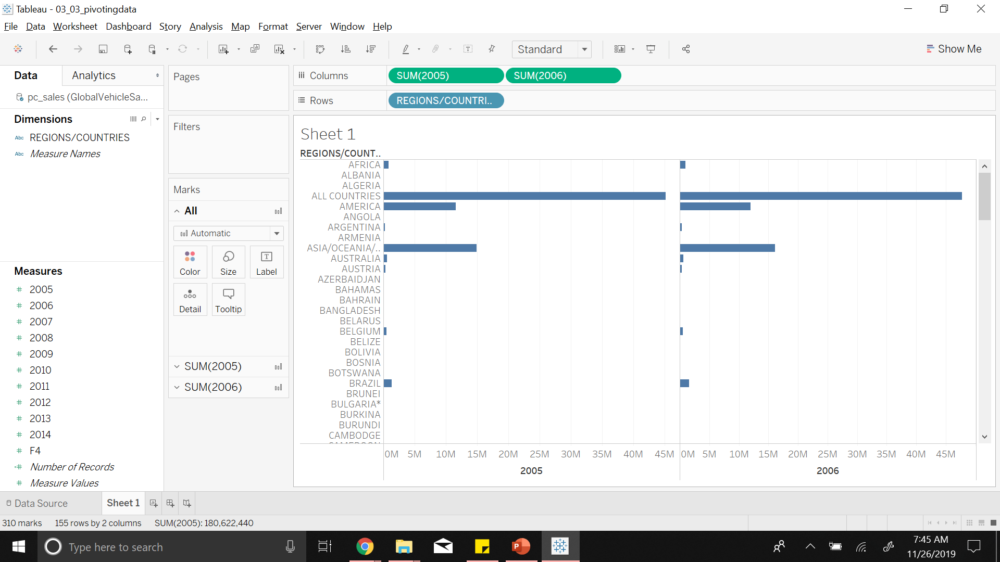 Tableau - 03_03_pivotingdata
File Data Worksheet Dashboard Story Analysis Map Format Server Window Help
Standard
Show Me
Data
Analytics
pc_sales (GlobalVehicleSa...
Dimensions
Abc REGIONS/COUNTRIES
Abc Measure Names
Measures
# 2005
# 2006
# 2007
# 2008
# 2009
# 2010
# 2011
# 2012
# 2013
# 2014
# F4
=# Number of Records
# Measure Values
Pages
Filters
Marks
All
Automatic
Color
Size
T
Label
Detail
Tooltip
SUM(2005)
SUM(2006)
Columns
SUM(2005)
SUM(2006)
Rows
REGIONS/COUNTRI..
Sheet 1
REGIONS/COUNT..
AFRICA
ALBANIA
ALGERIA
ALL COUNTRIES
AMERICA
ANGOLA
ARGENTINA
ARMENIA
ASIA/OCEANIA/..
AUSTRALIA
AUSTRIA
AZERBAIDJAN
BAHAMAS
BAHRAIN
BANGLADESH
BELARUS
BELGIUM
BELIZE
BOLIVIA
BOSNIA
BOTSWANA
BRAZIL
BRUNEI
BULGARIA*
BURKINA
BURUNDI
CAMBODGE
0M 5M 10M 15M 20M 25M 30M 35M 40M 45M
0M 5M 10M 15M 20M 25M 30M 35M 40M 45M
2005
2006
Data Source
Sheet 1
310 marks 155 rows by 2 columns SUM(2005): 180,622,440
Type here to search
7:45 AM
11/26/2019